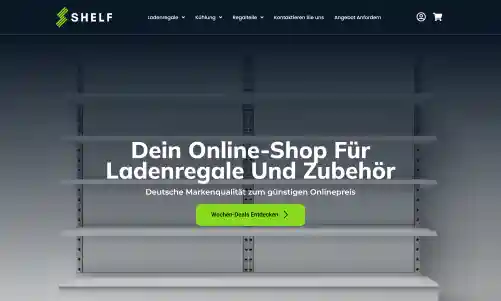 SHELF
Ladenregale Kühlung Regalteile Kontaktieren Sie uns Angebot Anfordern
Dein Online-Shop Für
Ladenregale Und Zubehör
Deutsche Markenqualität zum günstigen Onlinepreis
Wochen-Deals Entdecken